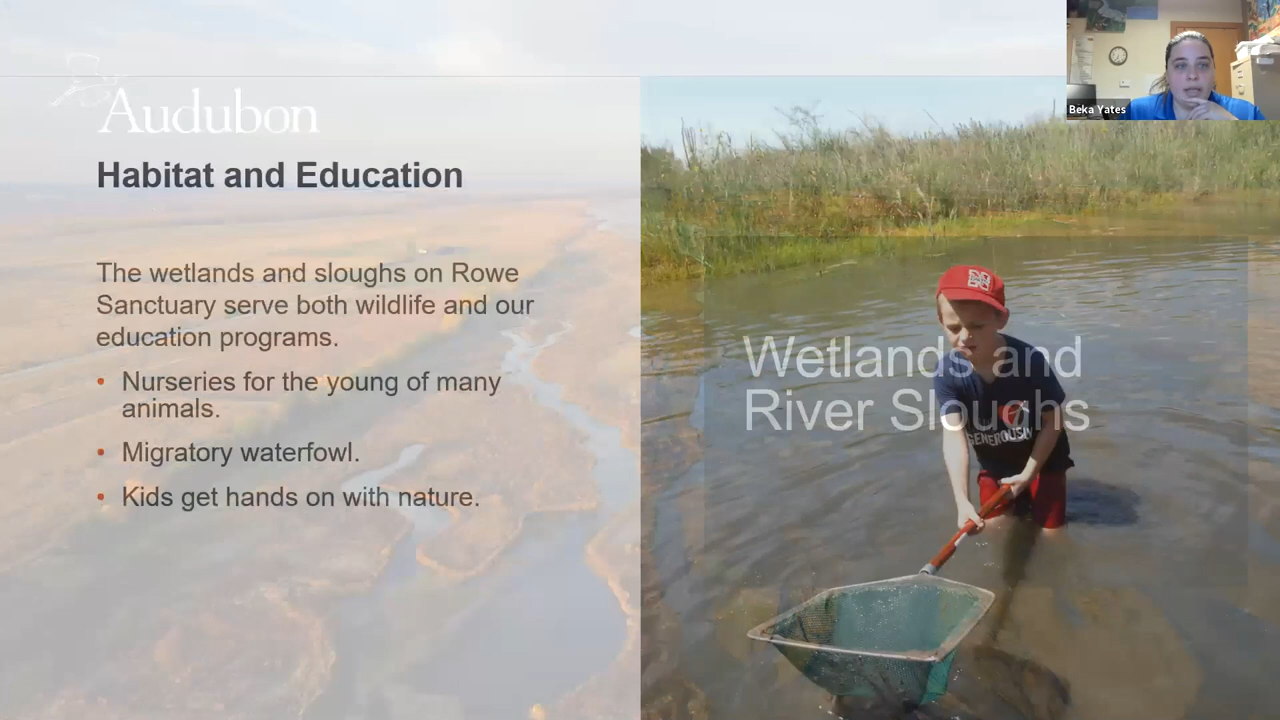 Audubon
Habitat and Education
The wetlands and sloughs on Rowe
Sanctuary serve both wildlife and our
education programs.
• Nurseries for the young of many
animals.
• Migratory waterfowl.
• Kids get hands on with nature.
Wetlands and
River Sloughs
GENEROUSLY
Beka Yates